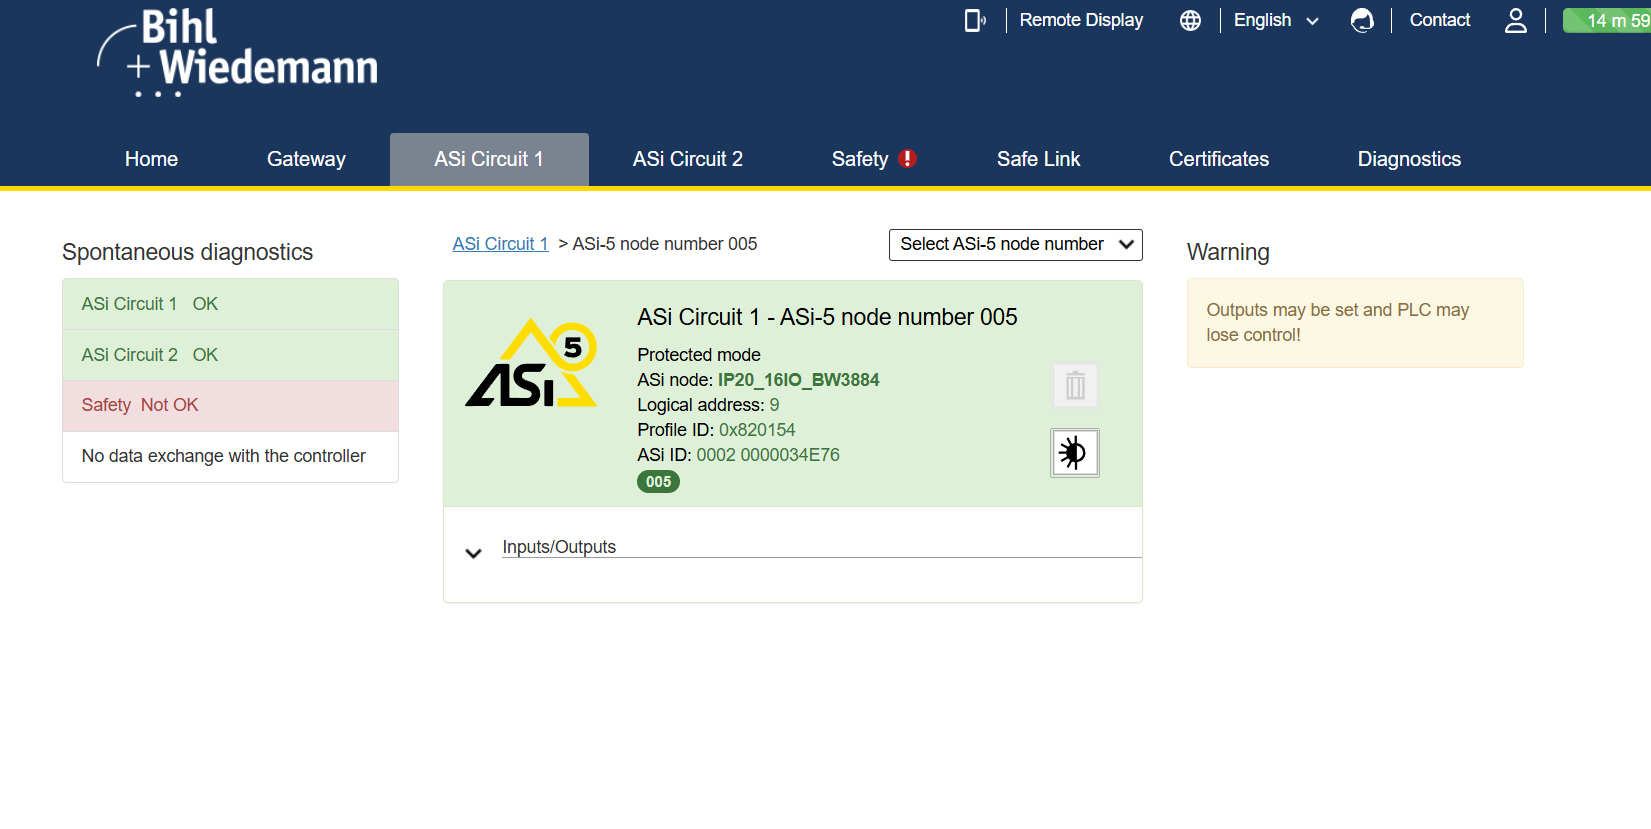 Bihl
+ Wiedemann
Remote Display
English
Contact
14 m 59
Home
Gateway
ASi Circuit 1
ASi Circuit 2
Safety
Safe Link
Certificates
Diagnostics
Spontaneous diagnostics
ASi Circuit 1 OK
ASi Circuit 2 OK
Safety Not OK
No data exchange with the controller
ASi Circuit 1 > ASi-5 node number 005
Select ASi-5 node number
ASi 5
ASi Circuit 1 - ASi-5 node number 005
Protected mode
ASi node: IP20_16IO_BW3884
Logical address: 9
Profile ID: 0x820154
ASi ID: 0002 0000034E76
005
Inputs/Outputs
Warning
Outputs may be set and PLC may
lose control!